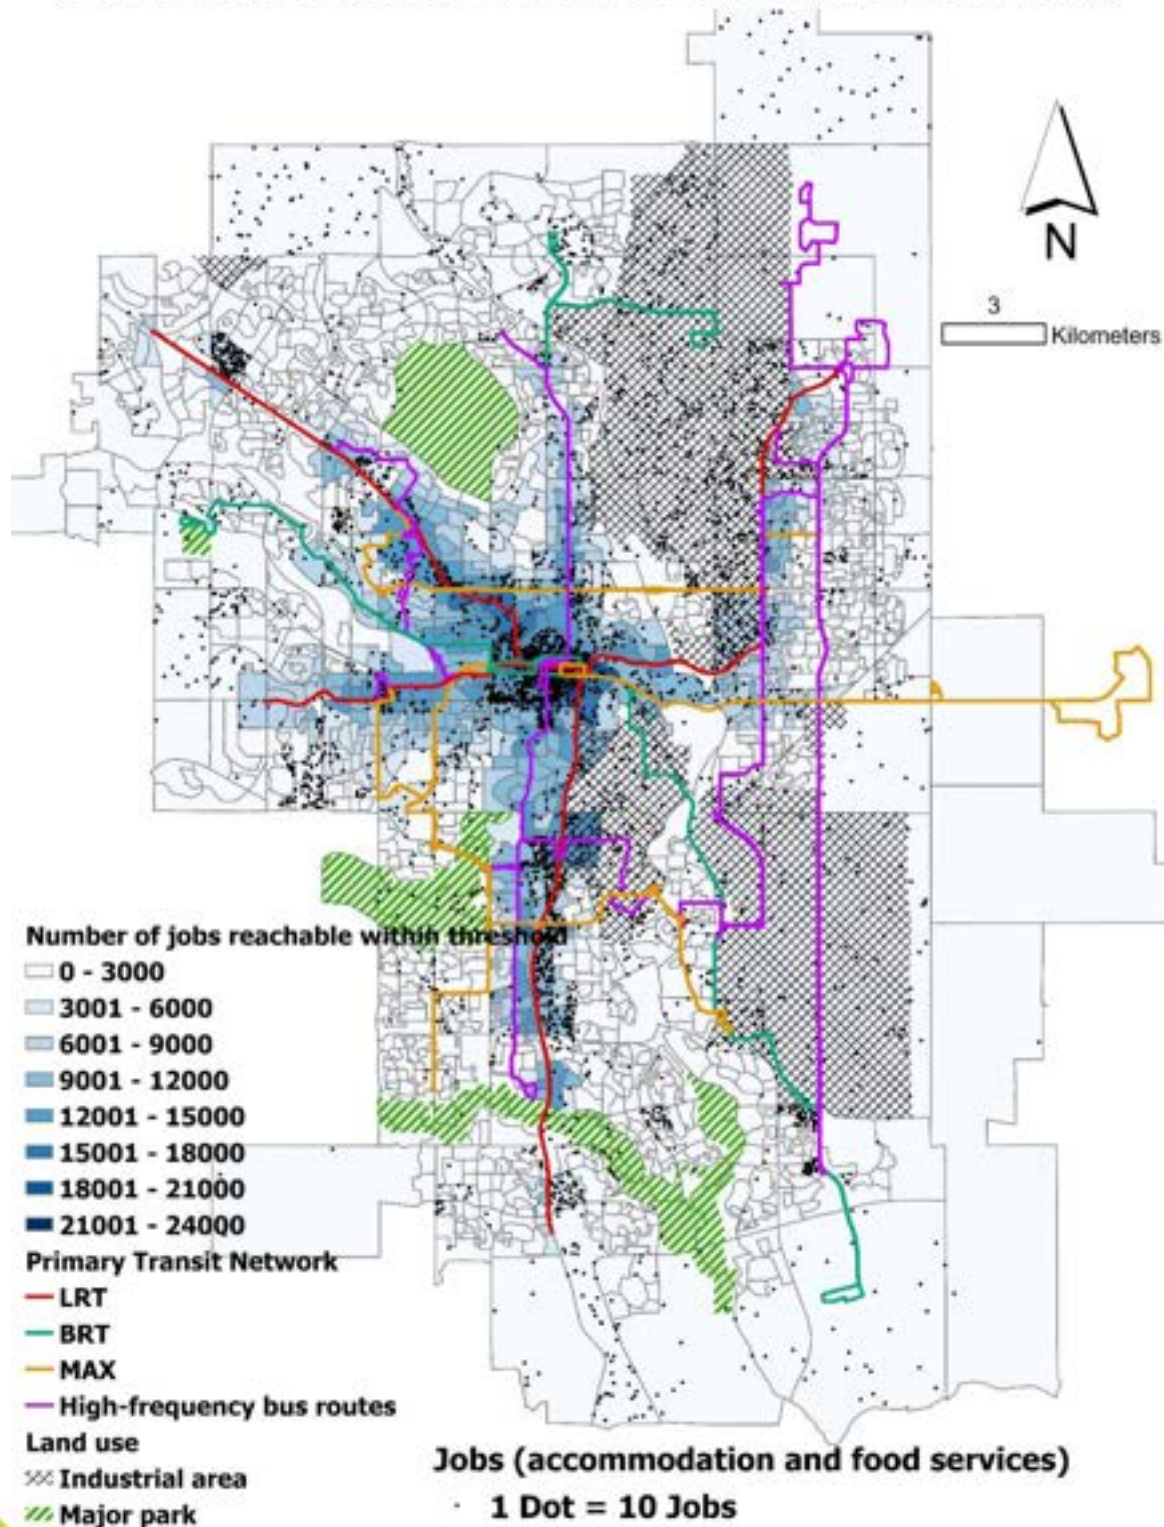 N
3
Kilometers
Number of jobs reachable within threshold
0 - 3000
3001 - 6000
6001 - 9000
9001 - 12000
12001 - 15000
15001 - 18000
18001 - 21000
21001 - 24000
Primary Transit Network
LRT
BRT
MAX
High-frequency bus routes
Land use
Industrial area
Major park
Jobs (accommodation and food services)
1 Dot = 10 Jobs